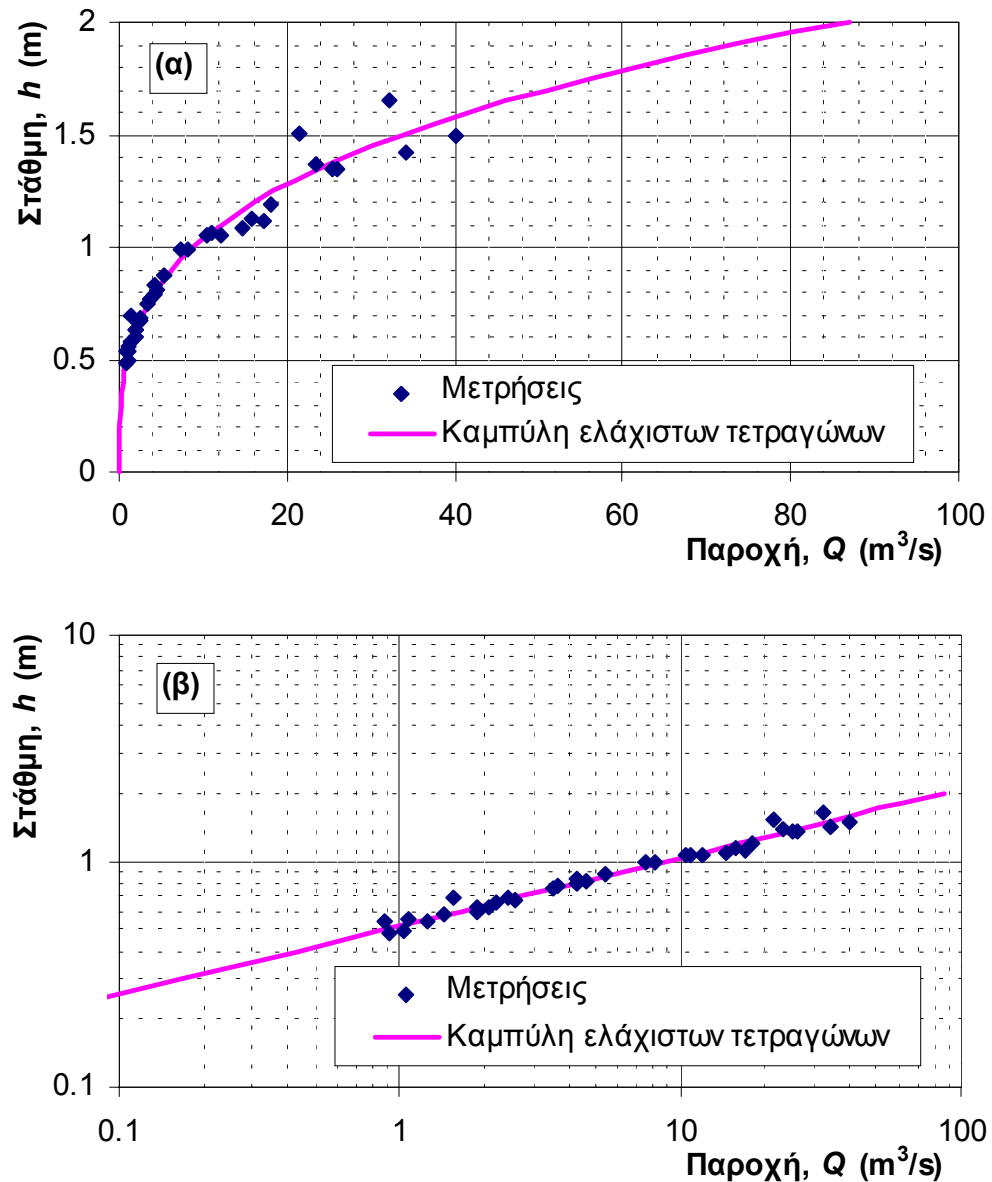 Στάθμη, h (m)
(α)
2
1.5
1
0.5
0
Μετρήσεις
Καμπύλη ελάχιστων τετραγώνων
0 20 40 60 80 100
Παροχή, Q (m³/s)
Στάθμη, h (m)
(β)
10
1
0.1
Μετρήσεις
Καμπύλη ελάχιστων τετραγώνων
0.1 1 10 100
Παροχή, Q (m³/s)